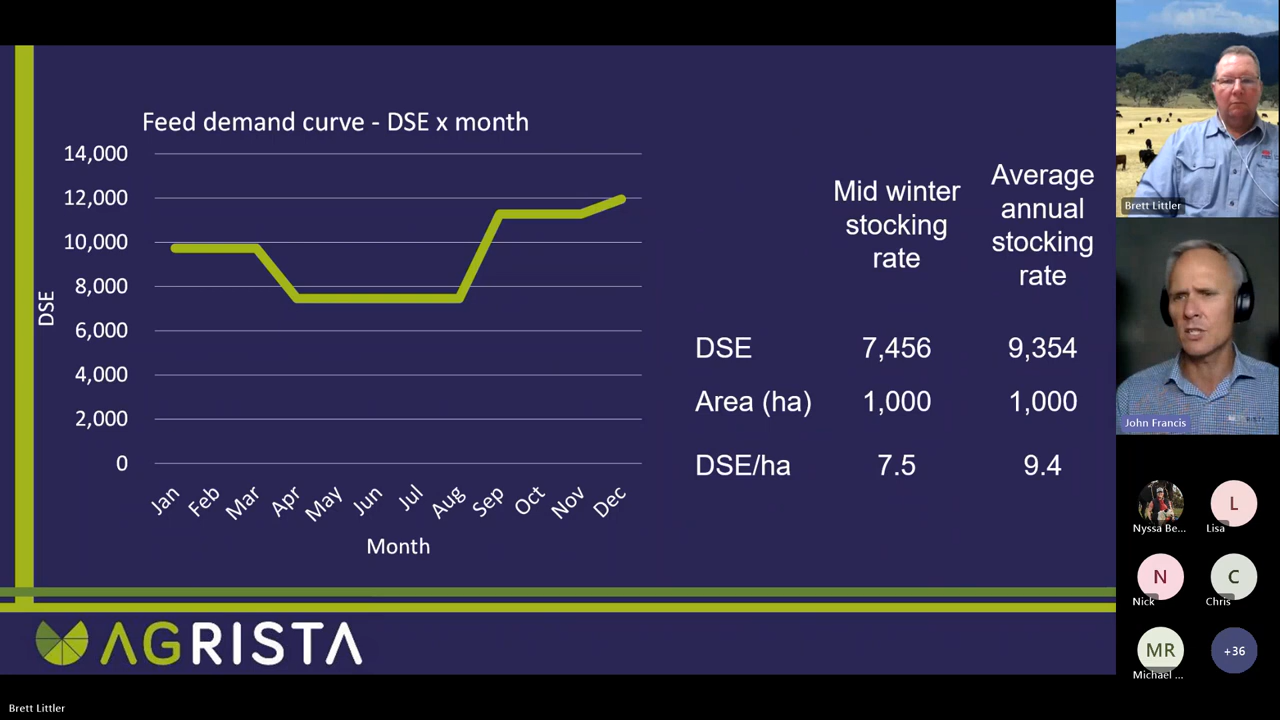 Feed demand curve - DSE x month
14,000
12,000
10,000
8,000
6,000
4,000
2,000
0
DSE
Jan
Feb
Mar
Apr
May
Jun
Jul
Aug
Sep
Oct
Nov
Dec
Month
Mid winter
stocking
rate
Average
annual
stocking
rate
DSE 7,456 9,354
Area (ha) 1,000 1,000
DSE/ha 7.5 9.4
AGRISTA
Brett Littler
John Francis
Nyssa Be...
L
Lisa
N
Nick
C
Chris
MR
Michael ...
+36
Brett Littler